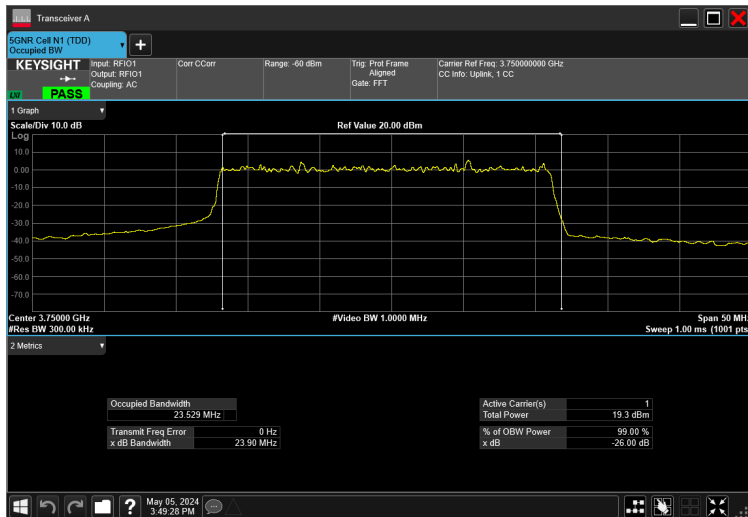 Transceiver A
5GNR Cell N1 (TDD)
Occupied BW
KEYSIGHT
LXI
PASS
Input: RFIO1
Output: RFIO1
Coupling: AC
Corr CCorr
Range: -60 dBm
Trig: Prot Frame
Aligned
Gate: FFT
Carrier Ref Freq: 3.750000000 GHz
CC Info: Uplink, 1 CC
1 Graph
Scale/Div 10.0 dB
Ref Value 20.00 dBm
Log
10.0
0.00
-10.0
-20.0
-30.0
-40.0
-50.0
-60.0
-70.0
Center 3.75000 GHz
#Video BW 1.0000 MHz
Span 50 MHz
#Res BW 300.00 kHz
Sweep 1.00 ms (1001 pts
2 Metrics
Occupied Bandwidth
23.529 MHz
Transmit Freq Error 0 Hz
x dB Bandwidth 23.90 MHz
Active Carrier(s) 1
Total Power 19.3 dBm
% of OBW Power 99.00 %
x dB -26.00 dB
May 05, 2024
3:49:28 PM